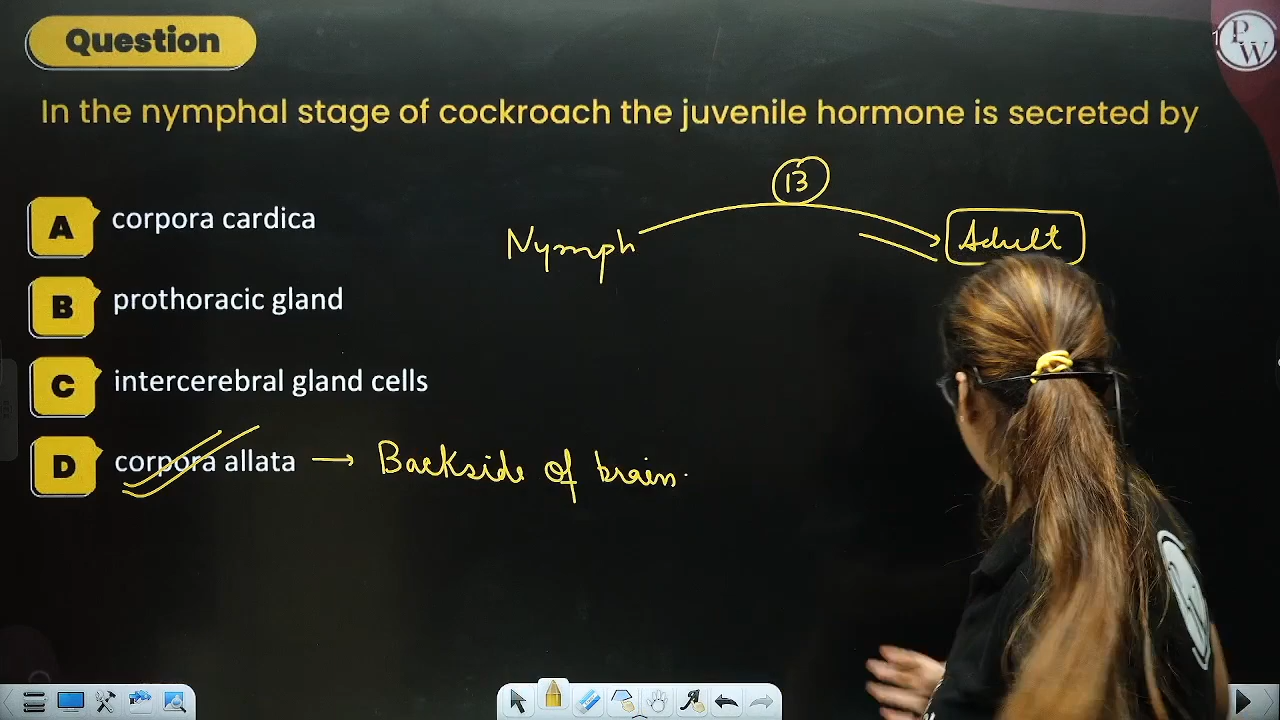 Question
PW
In the nymphal stage of cockroach the juvenile hormone is secreted by
13
A corpora cardica
Nymph
Adult
B prothoracic gland
C intercerebral gland cells
D corpora allata → Backside of brain.